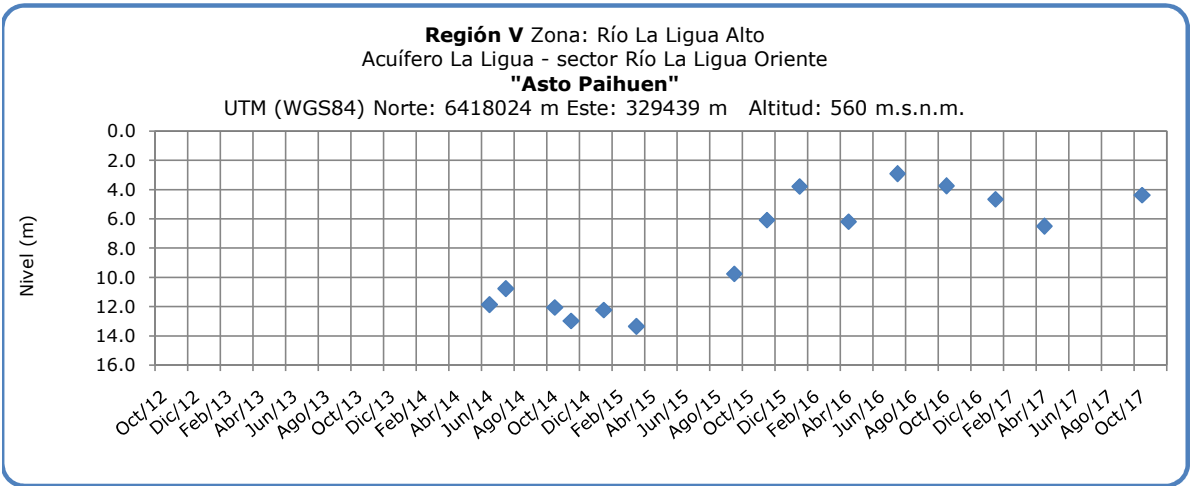 Región V Zona: Río La Ligua Alto
Acuífero La Ligua - sector Río La Ligua Oriente
"Asto Paihuen"
UTM (WGS84) Norte: 6418024 m Este: 329439 m Altitud: 560 m.s.n.m.
Nivel (m)
0.0
2.0
4.0
6.0
8.0
10.0
12.0
14.0
16.0
Oct/12
Dic/12
Feb/13
Abr/13
Jun/13
Ago/13
Oct/13
Dic/13
Feb/14
Abr/14
Jun/14
Ago/14
Oct/14
Dic/14
Feb/15
Abr/15
Jun/15
Ago/15
Oct/15
Dic/15
Feb/16
Abr/16
Jun/16
Ago/16
Oct/16
Dic/16
Feb/17
Abr/17
Jun/17
Ago/17
Oct/17